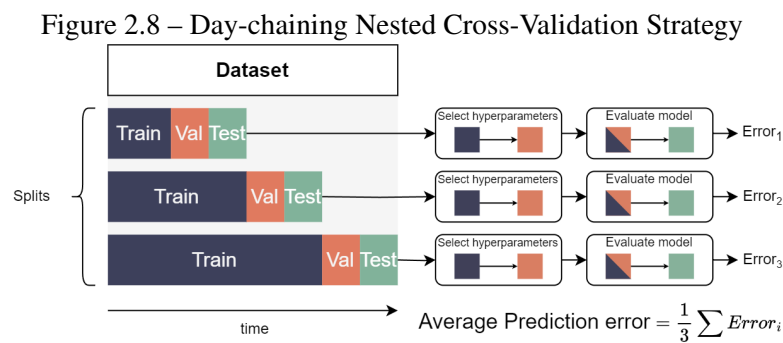 Figure 2.8 – Day-chaining Nested Cross-Validation Strategy
Dataset
Splits
Train Val Test
Select hyperparameters
Evaluate model
Error₁
Train Val Test
Select hyperparameters
Evaluate model
Error₂
Train Val Test
Select hyperparameters
Evaluate model
Error₃
time
Average Prediction error = 1/3 ∑ Errorᵢ